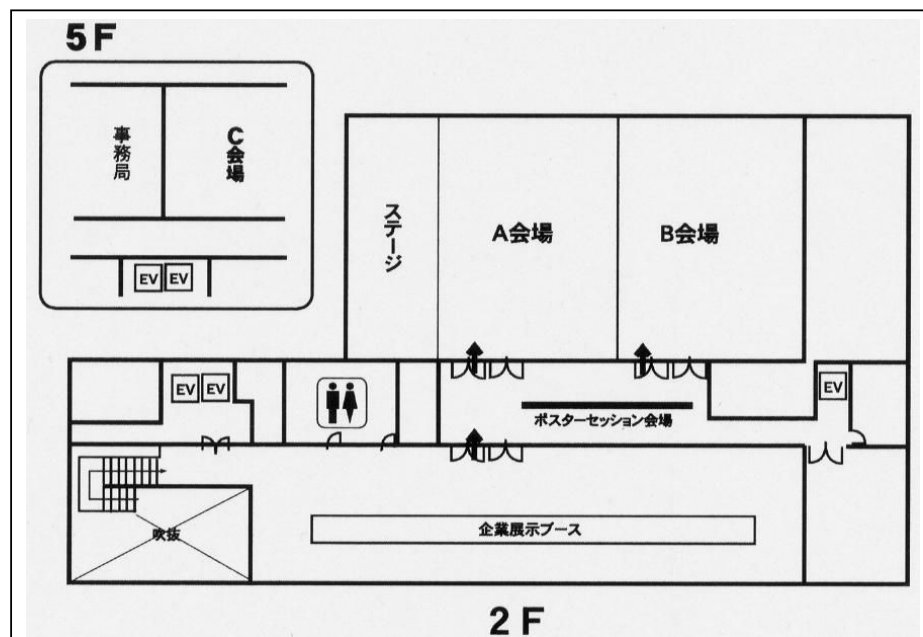 5F
事務局
C会場
EV
EV
ステージ
A会場
B会場
EV
EV
EV
ポスターセッション会場
吹抜
企業展示ブース
2F